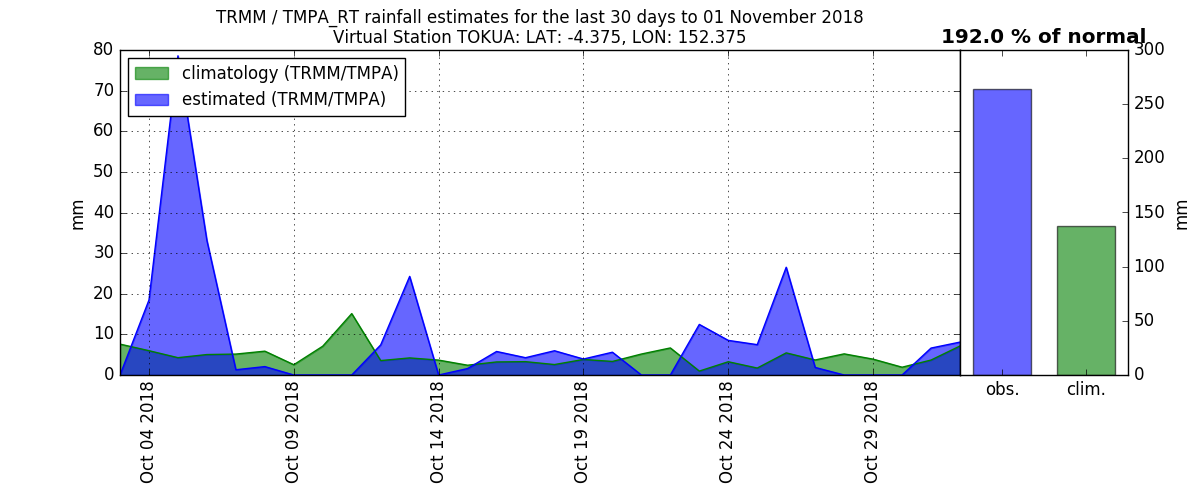 TRMM / TMPA_RT rainfall estimates for the last 30 days to 01 November 2018
Virtual Station TOKUA: LAT: -4.375, LON: 152.375
192.0 % of normal
climatology (TRMM/TMPA)
estimated (TRMM/TMPA)
mm
80
70
60
50
40
30
20
10
0
Oct 04 2018
Oct 09 2018
Oct 14 2018
Oct 19 2018
Oct 24 2018
Oct 29 2018
obs.
clim.
300
250
200
150
100
50
0
mm